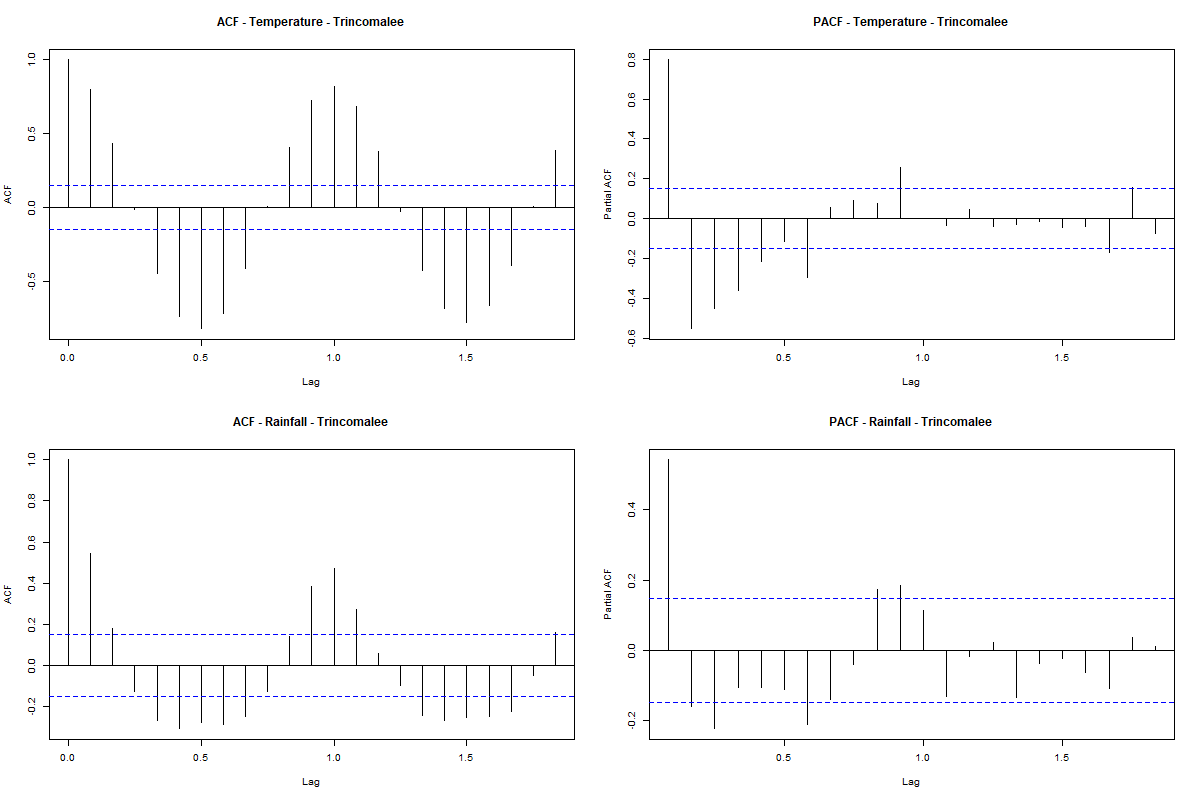 ACF - Temperature - Trincomalee
ACF
1.0
0.5
0.0
-0.5
0.0 0.5 1.0 1.5
Lag
PACF - Temperature - Trincomalee
Partial ACF
0.8
0.6
0.4
0.2
0.0
-0.2
-0.4
-0.6
0.5 1.0 1.5
Lag
ACF - Rainfall - Trincomalee
ACF
1.0
0.8
0.6
0.4
0.2
0.0
-0.2
0.0 0.5 1.0 1.5
Lag
PACF - Rainfall - Trincomalee
Partial ACF
0.4
0.2
0.0
-0.2
0.5 1.0 1.5
Lag